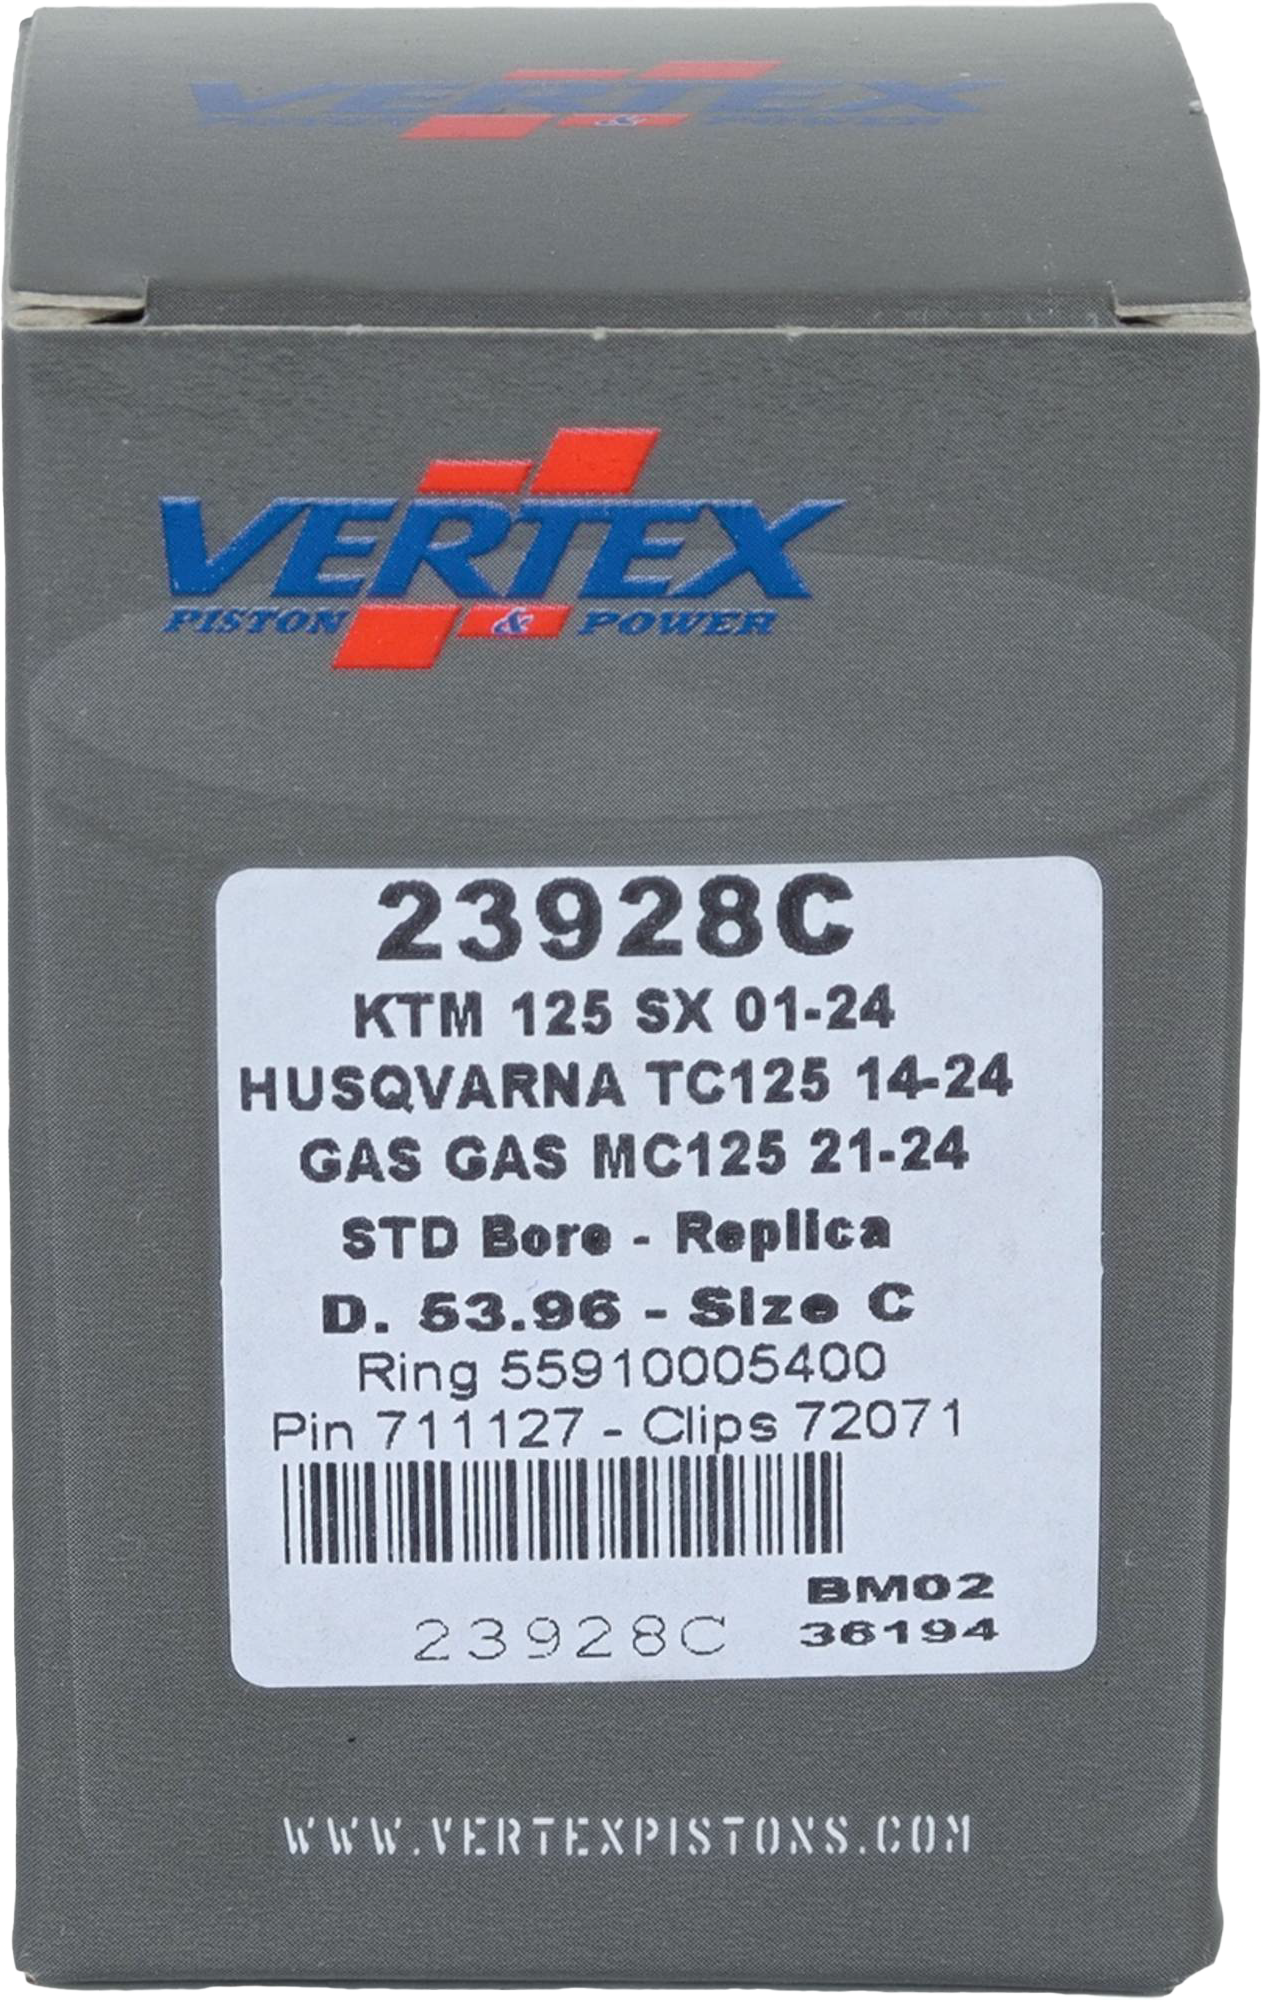 VERTEX
PISTON & POWER
VERTEX
PISTON & POWER
23928C
KTM 125 SX 01-24
HUSQVARNA TC125 14-24
GAS GAS MC125 21-24
STD Bore - Replica
D. 53.96 - Size C
Ring 55910005400
Pin 711127 - Clips 72071
BM02
23928C 36194
WWW.VERTEXPISTONS.COM